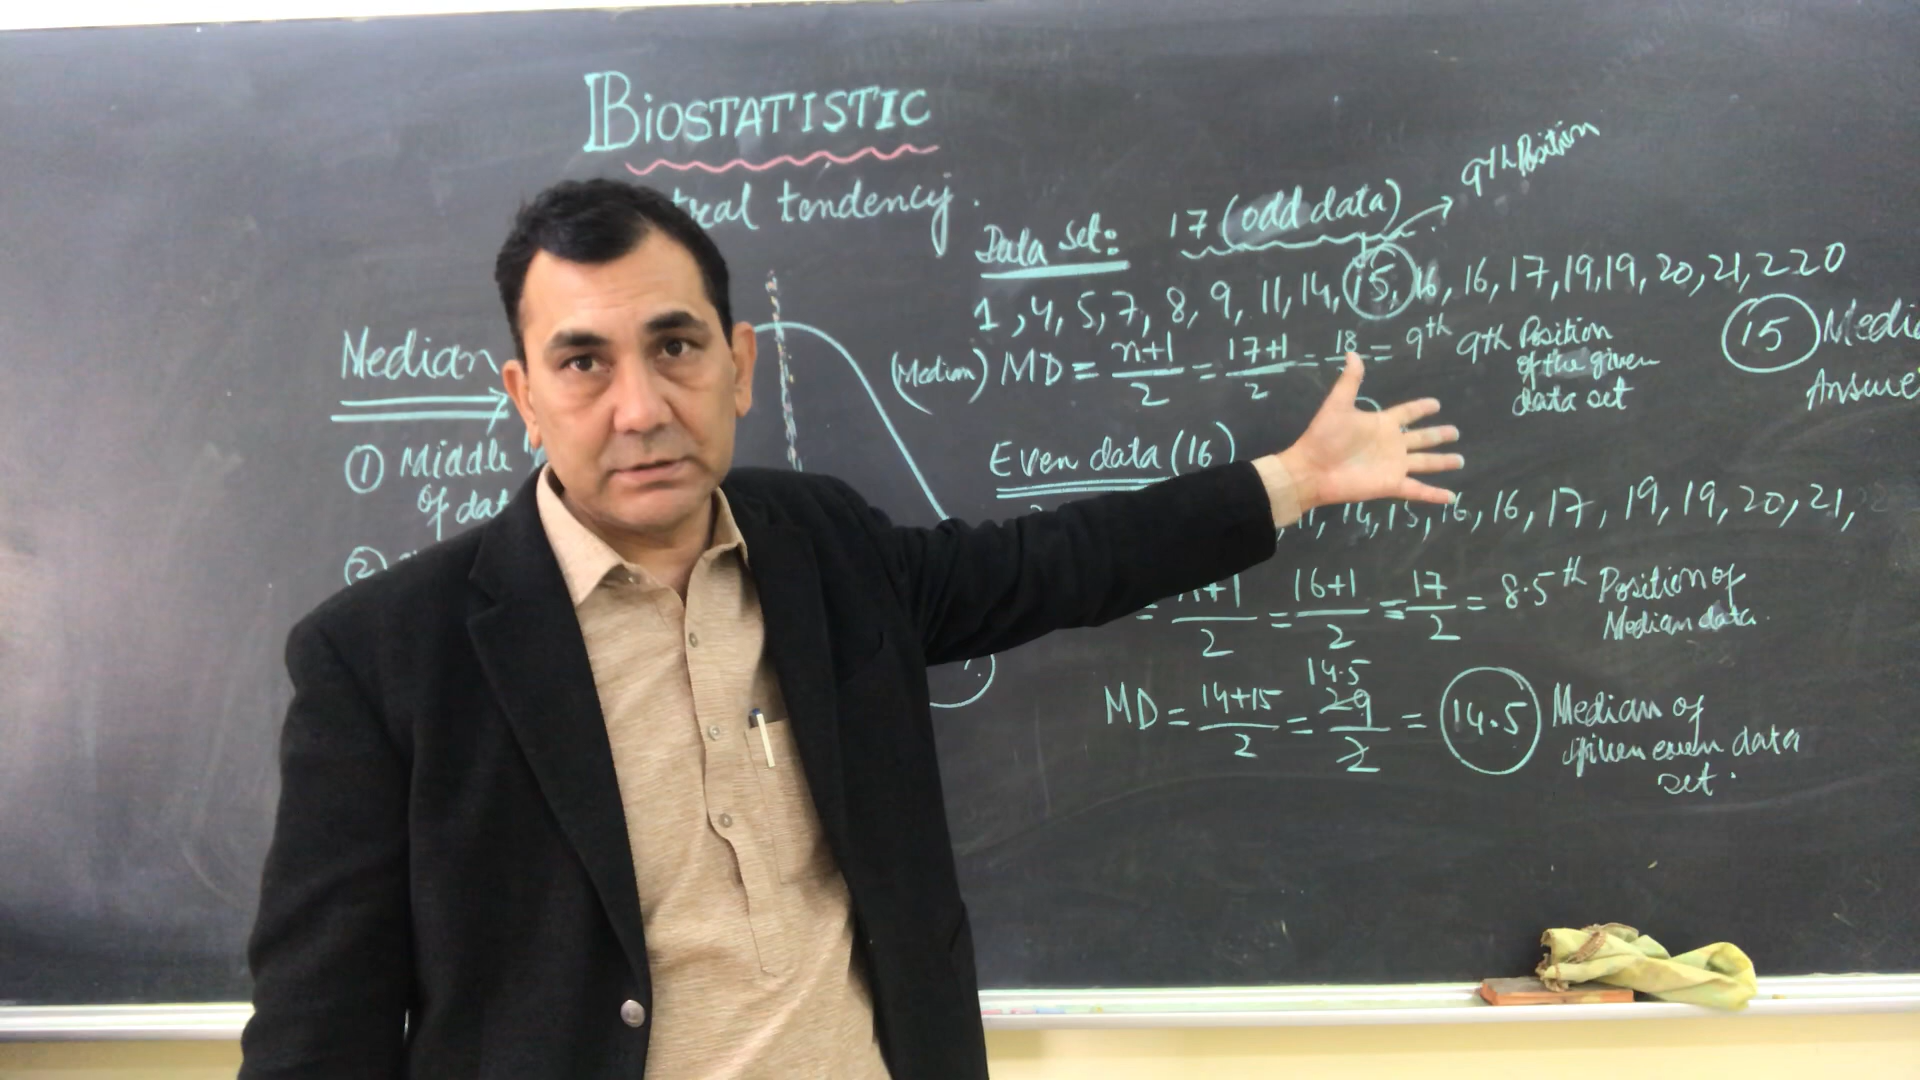 BIOSTATISTIC
tral tendency.
Median
① Middle
of dat
②
Data Set: 17 (odd data)
9th Position
1, 4, 5, 7, 8, 9, 11, 14, 15, 16, 16, 17, 19, 19, 20, 21, 220
(Median) MD = n+1/2 = 17+1/2 = 18 = 9th 9th Position
of the given
data set
15 Media
Answe
Even data (16)
11, 14, 15, 16, 16, 17, 19, 19, 20, 21,
= n+1/2 = 16+1/2 = 17/2 = 8.5th Position of
Median data.
MD = 14+15/2 = 14.5 29/2 = 14.5 Median of
given even data
set.